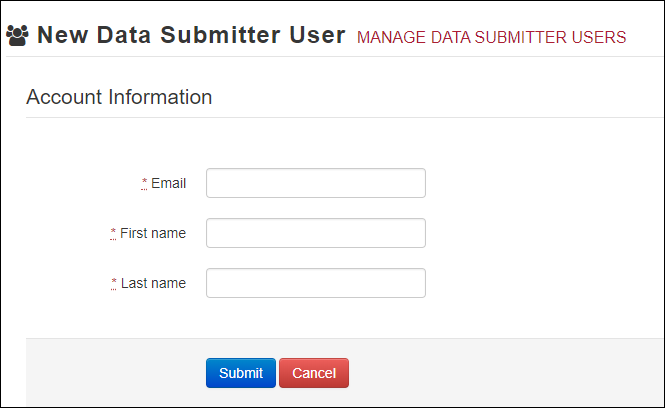 New Data Submitter User MANAGE DATA SUBMITTER USERS
Account Information
* Email
* First name
* Last name
Submit Cancel